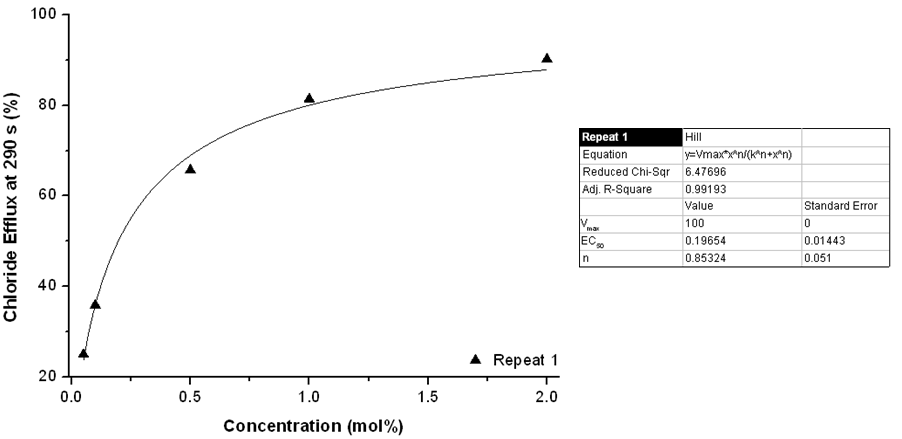 100
80
60
40
20
Chloride Efflux at 290 s (%)
0.0 0.5 1.0 1.5 2.0
Concentration (mol%)
Repeat 1
Repeat 1 Hill
Equation y=Vmax*x^n/(k^n+x^n)
Reduced Chi-Sqr 6.47696
Adj. R-Square 0.99193
Value Standard Error
Vmax 100 0
EC50 0.19654 0.01443
n 0.85324 0.051